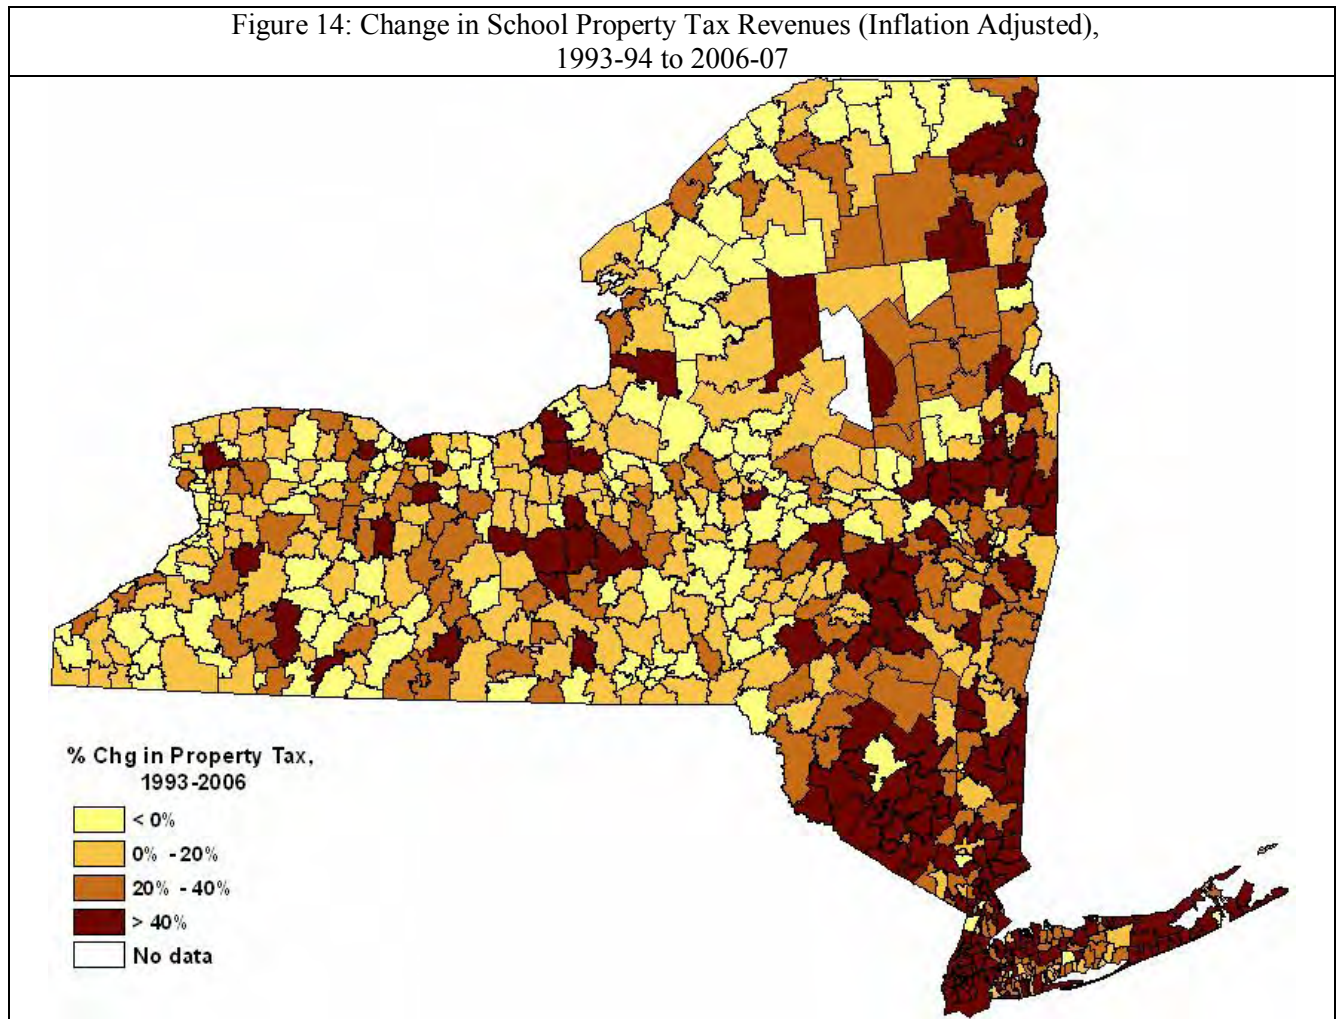 Figure 14: Change in School Property Tax Revenues (Inflation Adjusted),
1993-94 to 2006-07
% Chg in Property Tax,
1993-2006
< 0%
0% - 20%
20% - 40%
> 40%
No data